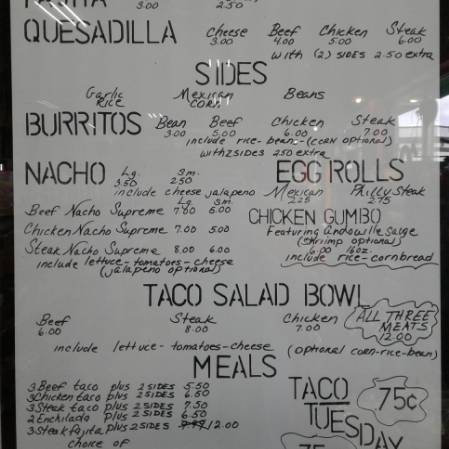 FAJITA 3.00 2.50
QUESADILLA Cheese Beef Chicken Steak
3.00 4.00 5.00 6.00
with (2) SIDES 2.50 extra
SIDES
Garlic Rice Mexican Corn Beans
BURRITOS Bean Beef Chicken Steak
3.00 5.00 6.00 7.00
include rice-bean-(corn optional)
with 2 SIDES 2.50 extra
NACHO Lg. Sm.
3.50 2.50
include cheese jalapeno
Lg. Sm.
Beef Nacho Supreme 7.00 6.00
Chicken Nacho Supreme 7.00 5.00
Steak Nacho Supreme 8.00 6.00
include lettuce-tomatoes-cheese
(jalapeno optional)
EGG ROLLS
Mexican Philly Steak
2.25 2.75
CHICKEN GUMBO
Featuring Andouille Sauge
(Shrimp optional)
6.00 16oz.
include rice-cornbread
TACO SALAD BOWL
Beef Steak Chicken
6.00 8.00 7.00
ALL THREE
MEATS
12.00
include lettuce-tomatoes-cheese (optional corn-rice-bean)
MEALS
3 Beef taco plus 2 SIDES 5.50
3 Chicken taco plus 2 SIDES 6.50
3 Steak taco plus 2 SIDES 7.50
2 Enchilada plus 2 SIDES 6.50
3 Steak fajita plus 2 SIDES 12.00
choice of
TACO
TUESDAY
75¢
75¢